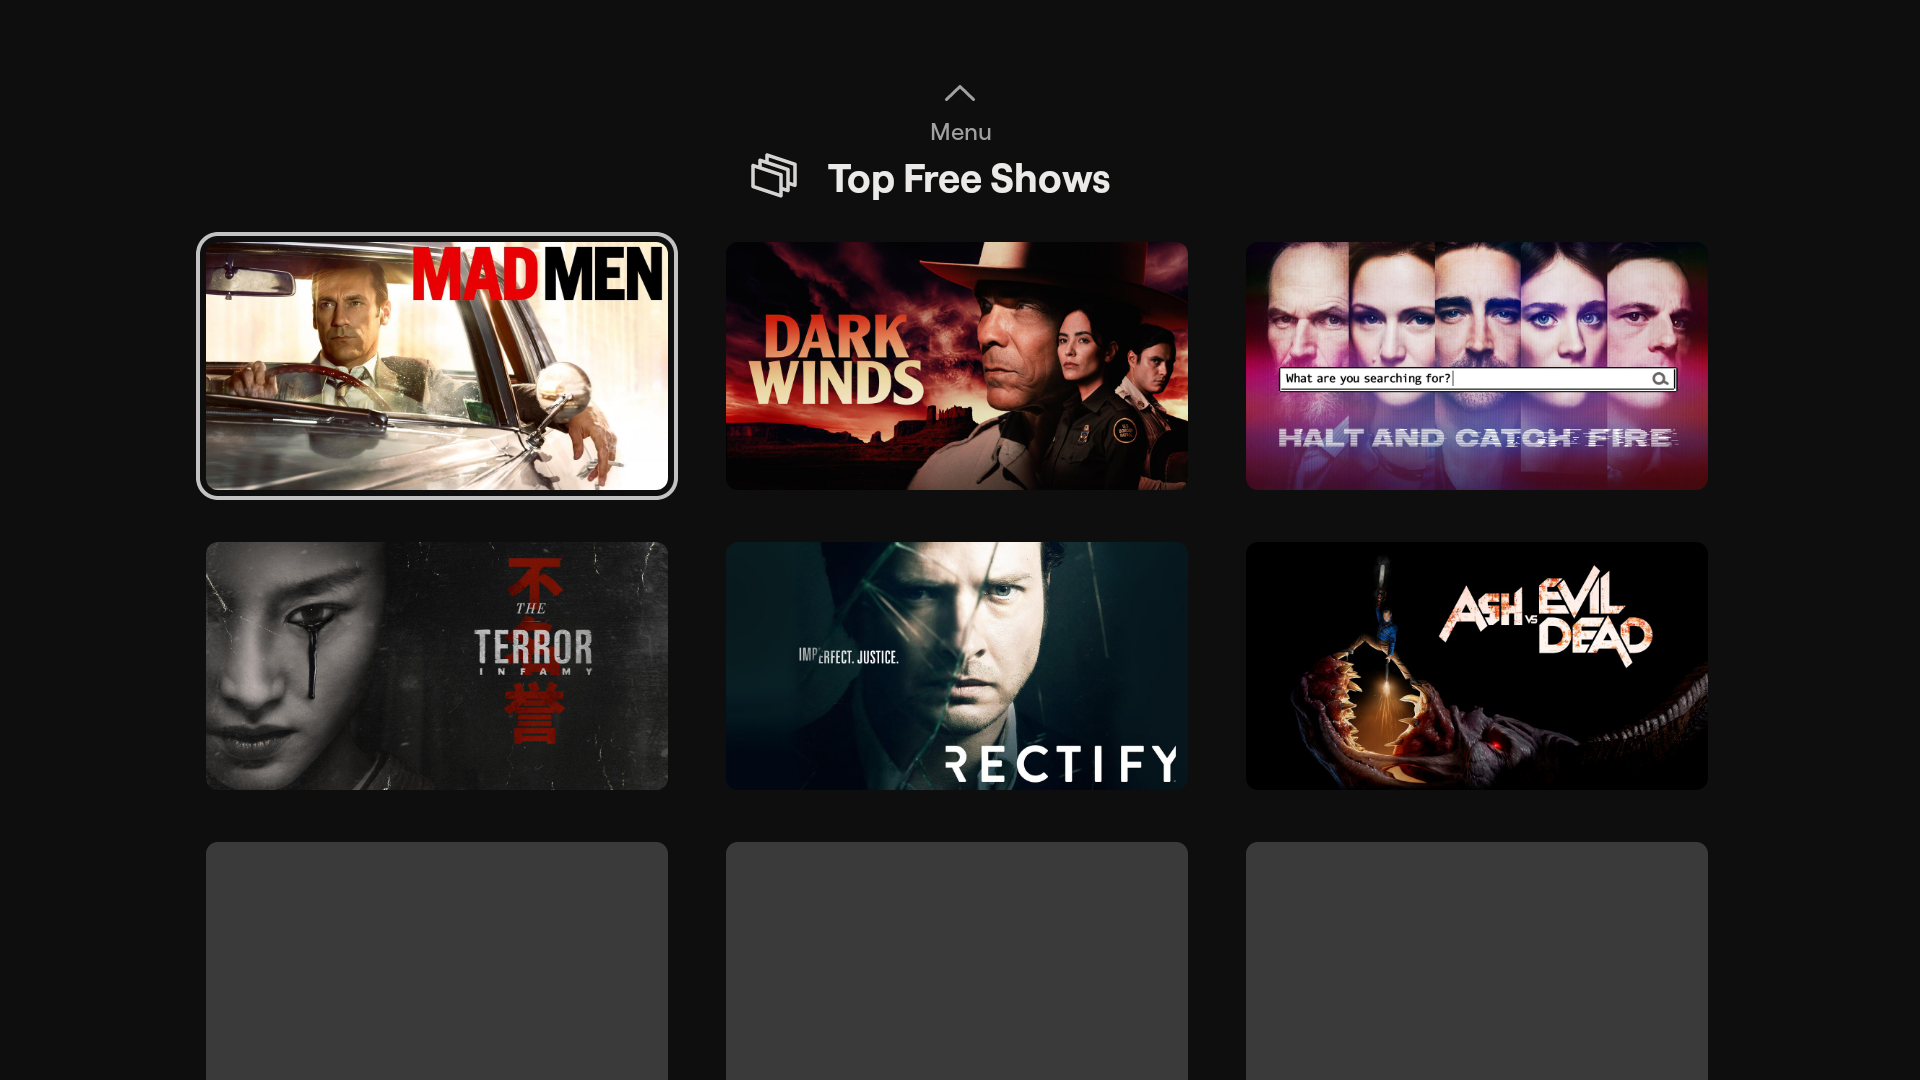 Menu
Top Free Shows
MAD MEN
DARK
WINDS
What are you searching for?
HALT AND CATCH FIRE
不
THE
TERROR
INFAMY
誉
IMPERFECT. JUSTICE.
RECTIFY
ASH VS EVIL
DEAD